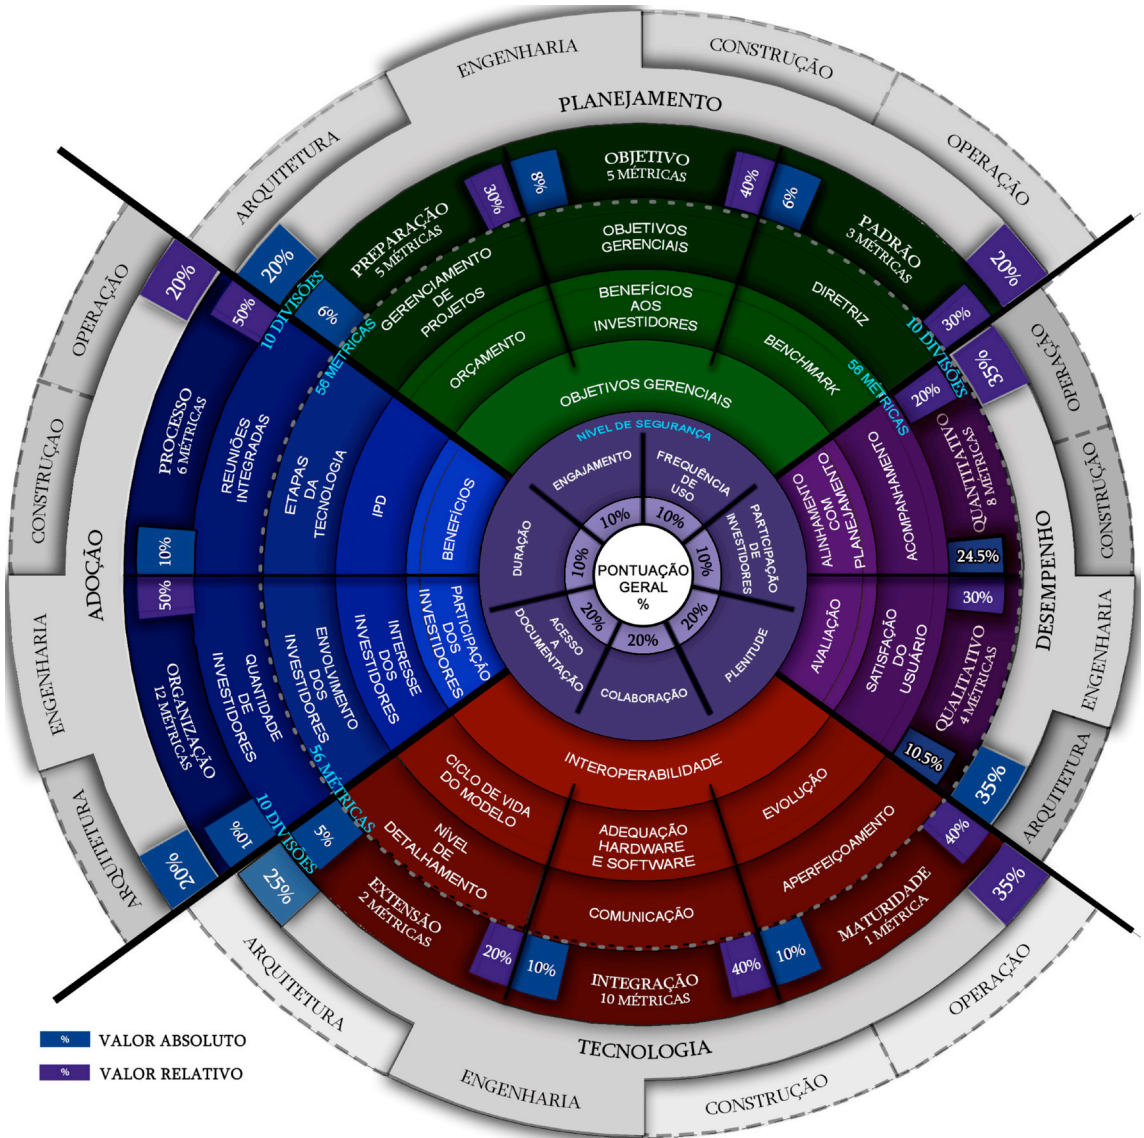 ENGENHARIA
CONSTRUÇÃO
OPERAÇÃO
ARQUITETURA
PLANEJAMENTO
PREPARAÇÃO
5 MÉTRICAS
30%
8%
OBJETIVO
5 MÉTRICAS
40%
6%
PADRÃO
3 MÉTRICAS
20%
30%
20%
6%
10 DIVISÕES
56 MÉTRICAS
10 DIVISÕES
56 MÉTRICAS
GERENCIAMENTO
DE
PROJETOS
OBJETIVOS
GERENCIAIS
DIRETRIZ
ORÇAMENTO
BENEFÍCIOS
AOS
INVESTIDORES
BENCHMARK
OBJETIVOS GERENCIAIS
OPERAÇÃO
CONSTRUÇÃO
ENGENHARIA
ARQUITETURA
DESEMPENHO
35%
20%
QUANTITATIVO
8 MÉTRICAS
24.5%
30%
QUALITATIVO
4 MÉTRICAS
10.5%
35%
ACOMPANHAMENTO
ALINHAMENTO
COM
PLANEJAMENTO
SATISFAÇÃO
DO
USUÁRIO
AVALIAÇÃO
OPERAÇÃO
CONSTRUÇAO
ENGENHARIA
ARQUITETURA
ADOÇÃO
20%
50%
PROCESSO
6 MÉTRICAS
10%
50%
ORGANIZAÇÃO
12 MÉTRICAS
10%
20%
REUNIÕES
INTEGRADAS
ETAPAS
DA
TECNOLOGIA
IPD
BENEFÍCIOS
QUANTIDADE
DE
INVESTIDORES
ENVOLVIMENTO
DOS
INVESTIDORES
INTERESSE
DOS
INVESTIDORES
PARTICIPAÇÃO
DOS
INVESTIDORES
NÍVEL DE SEGURANÇA
ENGAJAMENTO
FREQUÊNCIA
DE
USO
PARTICIPAÇÃO
DE
INVESTIDORES
PLENITUDE
COLABORAÇÃO
ACESSO
A
DOCUMENTAÇÃO
DURAÇÃO
10%
10%
10%
20%
20%
20%
10%
PONTUAÇÃO
GERAL
%
INTEROPERABILIDADE
CICLO DE VIDA
DO MODELO
ADEQUAÇÃO
HARDWARE
E SOFTWARE
EVOLUÇÃO
NÍVEL
DE
DETALHAMENTO
COMUNICAÇÃO
APERFEIÇOAMENTO
56 MÉTRICAS
10 DIVISÕES
5%
25%
EXTENSÃO
2 MÉTRICAS
20%
10%
INTEGRAÇÃO
10 MÉTRICAS
40%
10%
MATURIDADE
1 MÉTRICA
40%
35%
TECNOLOGIA
ARQUITETURA
ENGENHARIA
CONSTRUÇÃO
OPERAÇÃO
% VALOR ABSOLUTO
% VALOR RELATIVO